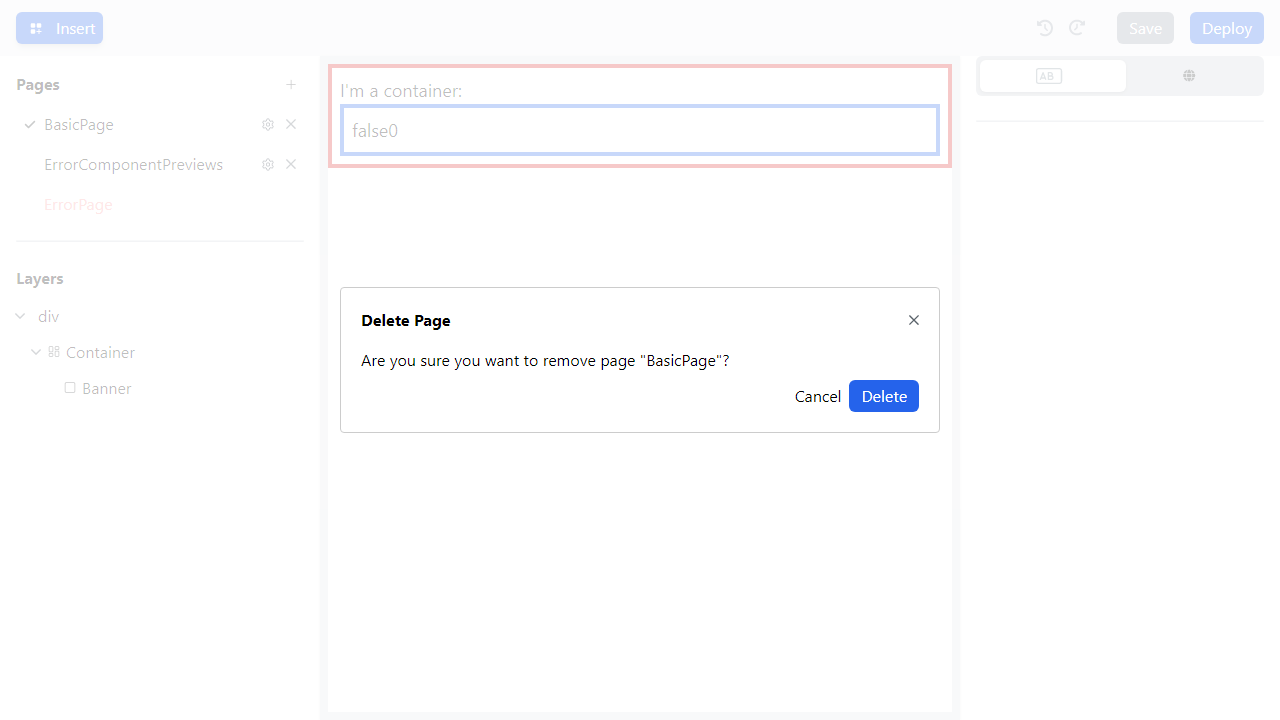 Insert
Save
Deploy
Pages
BasicPage
ErrorComponentPreviews
ErrorPage
Layers
div
Container
Banner
I'm a container:
false0
AB
Delete Page
Are you sure you want to remove page "BasicPage"?
Cancel
Delete